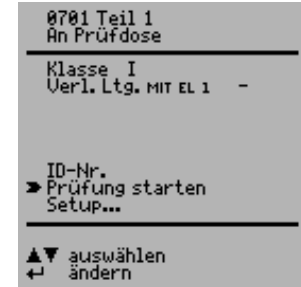 0701 Teil 1
An Prüfdose
Klasse I
Verl. Ltg. MIT EL 1 -
ID-Nr.
Prüfung starten
Setup...
▲▼ auswählen
↵ ändern